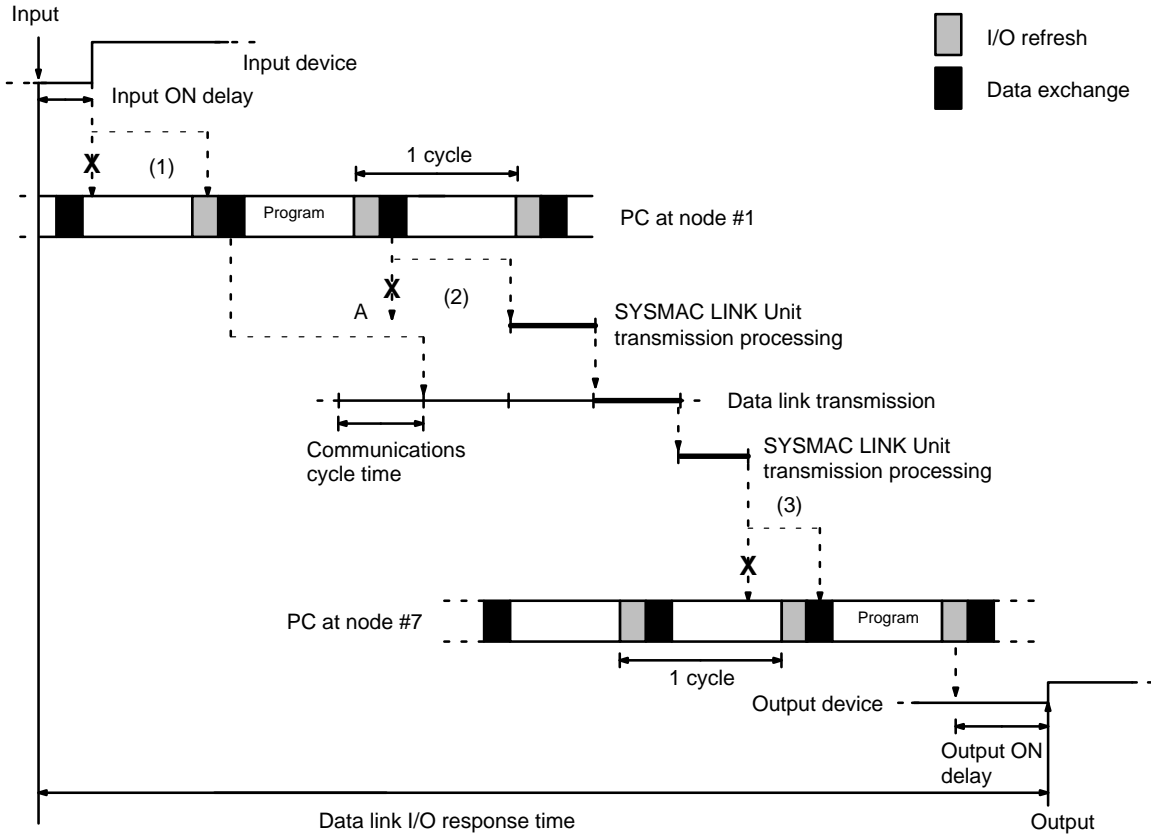 Input
I/O refresh
Input device
Data exchange
Input ON delay
X
(1)
1 cycle
Program
PC at node #1
X
A
(2)
SYSMAC LINK Unit
transmission processing
Data link transmission
Communications
cycle time
SYSMAC LINK Unit
transmission processing
(3)
X
PC at node #7
Program
1 cycle
Output device
Output ON
delay
Data link I/O response time
Output